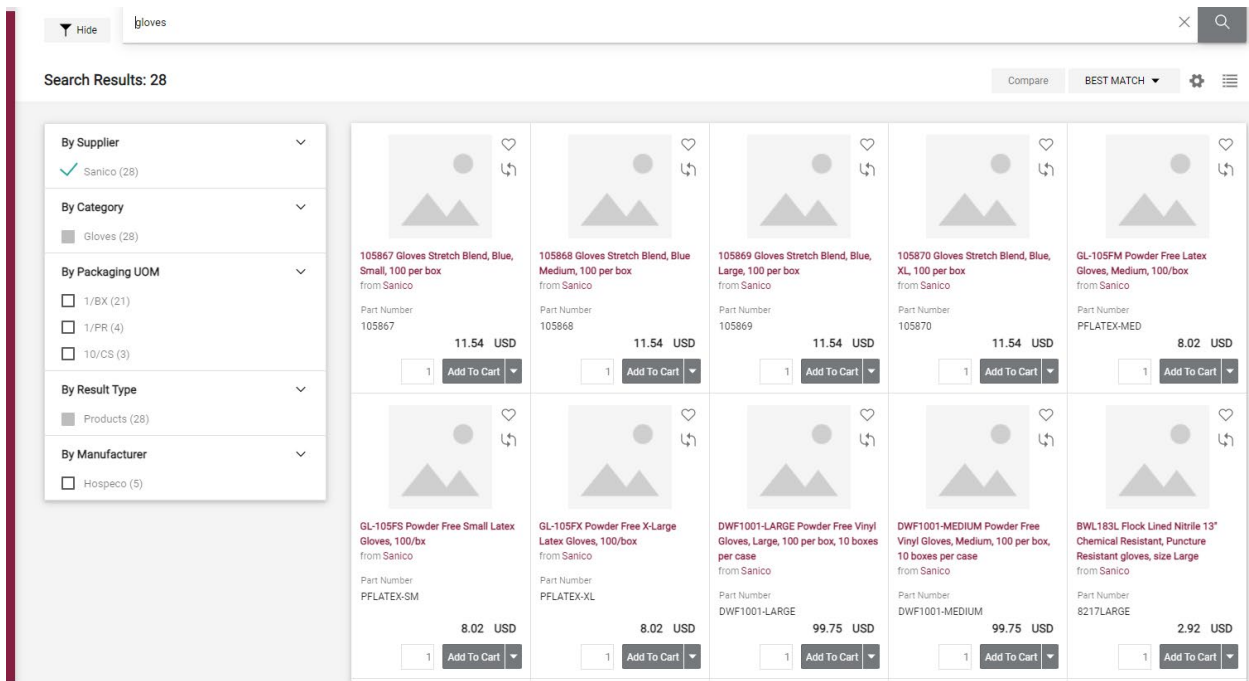 Hide
gloves
Search Results: 28
Compare
BEST MATCH
By Supplier
Sanico (28)
By Category
Gloves (28)
By Packaging UOM
1/BX (21)
1/PR (4)
10/CS (3)
By Result Type
Products (28)
By Manufacturer
Hospeco (5)
105867 Gloves Stretch Blend, Blue,
Small, 100 per box
from Sanico
Part Number
105867
11.54 USD
1 Add To Cart
105868 Gloves Stretch Blend, Blue
Medium, 100 per box
from Sanico
Part Number
105868
11.54 USD
1 Add To Cart
105869 Gloves Stretch Blend, Blue,
Large, 100 per box
from Sanico
Part Number
105869
11.54 USD
1 Add To Cart
105870 Gloves Stretch Blend, Blue,
XL, 100 per box
from Sanico
Part Number
105870
11.54 USD
1 Add To Cart
GL-105FM Powder Free Latex
Gloves, Medium, 100/box
from Sanico
Part Number
PFLATEX-MED
8.02 USD
1 Add To Cart
GL-105FS Powder Free Small Latex
Gloves, 100/bx
from Sanico
Part Number
PFLATEX-SM
8.02 USD
1 Add To Cart
GL-105FX Powder Free X-Large
Latex Gloves, 100/box
from Sanico
Part Number
PFLATEX-XL
8.02 USD
1 Add To Cart
DWF1001-LARGE Powder Free Vinyl
Gloves, Large, 100 per box, 10 boxes
per case
from Sanico
Part Number
DWF1001-LARGE
99.75 USD
1 Add To Cart
DWF1001-MEDIUM Powder Free
Vinyl Gloves, Medium, 100 per box,
10 boxes per case
from Sanico
Part Number
DWF1001-MEDIUM
99.75 USD
1 Add To Cart
BWL183L Flock Lined Nitrile 13"
Chemical Resistant, Puncture
Resistant gloves, size Large
from Sanico
Part Number
8217LARGE
2.92 USD
1 Add To Cart